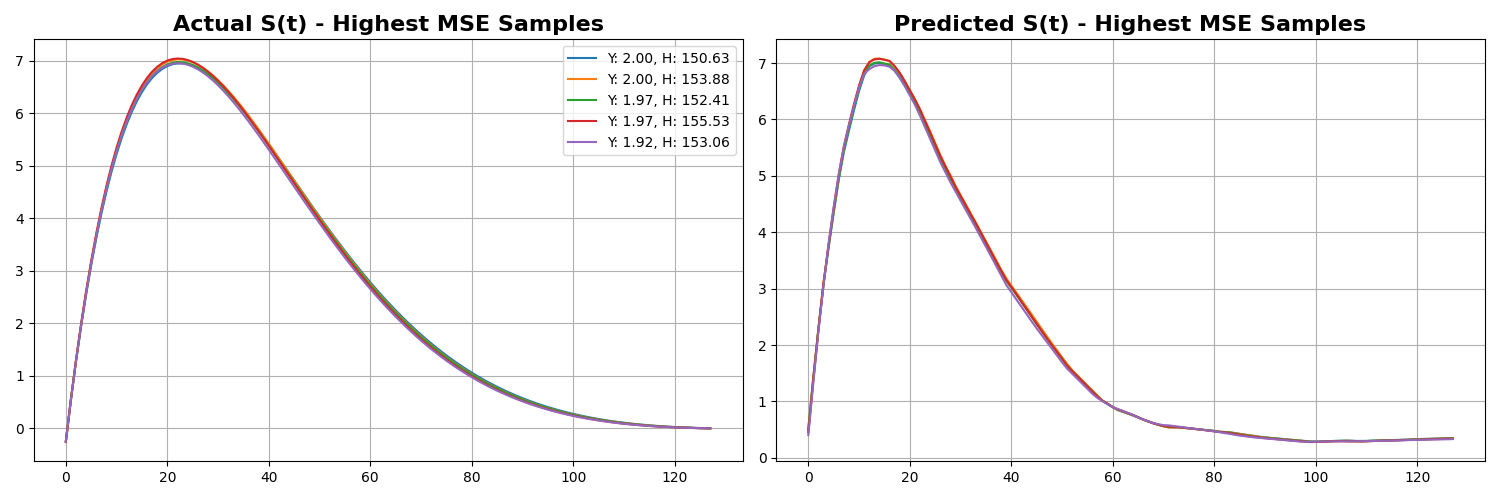 Actual S(t) - Highest MSE Samples
7
6
5
4
3
2
1
0
0 20 40 60 80 100 120
Y: 2.00, H: 150.63
Y: 2.00, H: 153.88
Y: 1.97, H: 152.41
Y: 1.97, H: 155.53
Y: 1.92, H: 153.06
Predicted S(t) - Highest MSE Samples
7
6
5
4
3
2
1
0
0 20 40 60 80 100 120